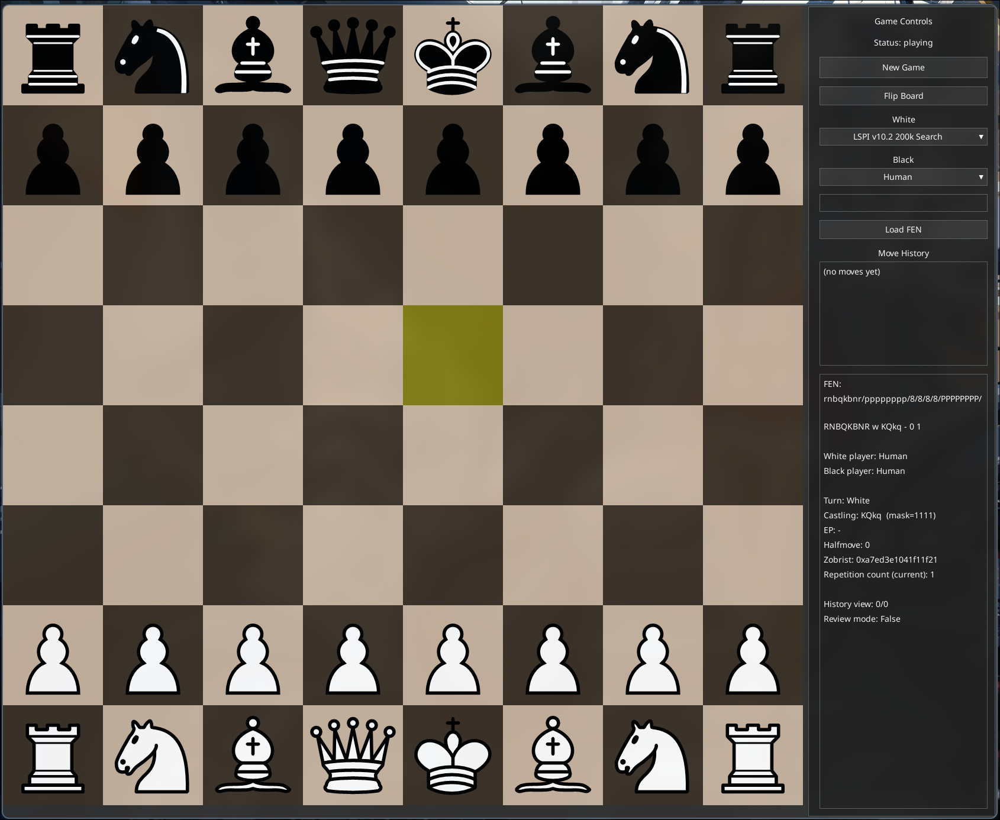 Game Controls
Status: playing
New Game
Flip Board
White
LSPI v10.2 200k Search
Black
Human
Load FEN
Move History
(no moves yet)
FEN:
rnbqkbnr/pppppppp/8/8/8/8/PPPPPPPP/
RNBQKBNR w KQkq - 0 1
White player: Human
Black player: Human
Turn: White
Castling: KQkq (mask=1111)
EP: -
Halfmove: 0
Zobrist: 0xa7ed3e1041f11f21
Repetition count (current): 1
History view: 0/0
Review mode: False